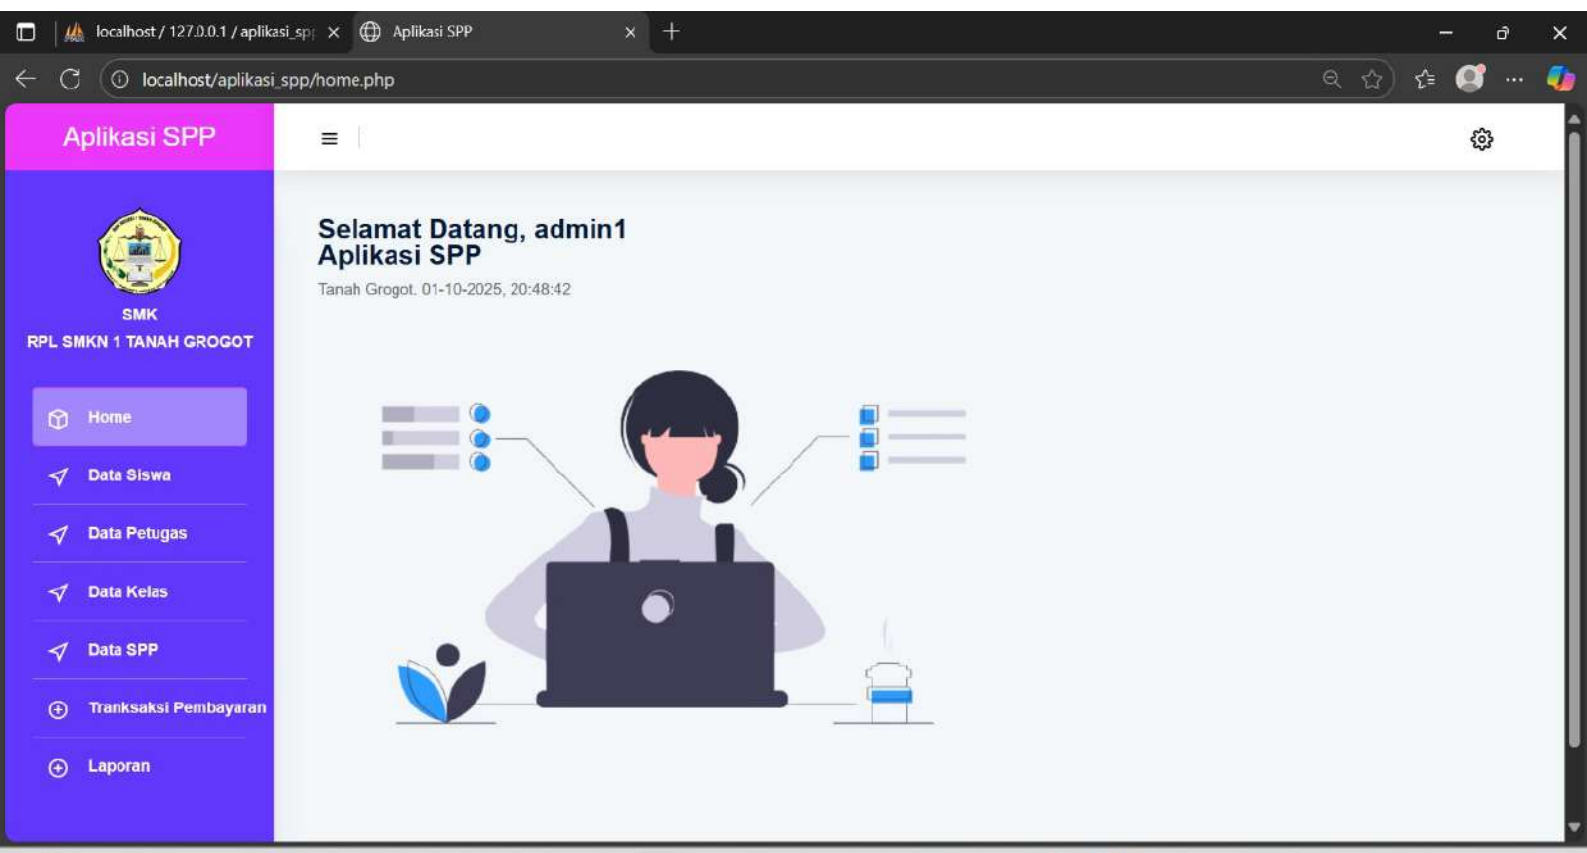 localhost / 127.0.0.1 / aplikasi_sp
Aplikasi SPP
localhost/aplikasi_spp/home.php
Aplikasi SPP
SMK
RPL SMKN 1 TANAH GROGOT
Home
Data Siswa
Data Petugas
Data Kelas
Data SPP
Tranksaksi Pembayaran
Laporan
Selamat Datang, admin1
Aplikasi SPP
Tanah Grogot. 01-10-2025, 20:48:42